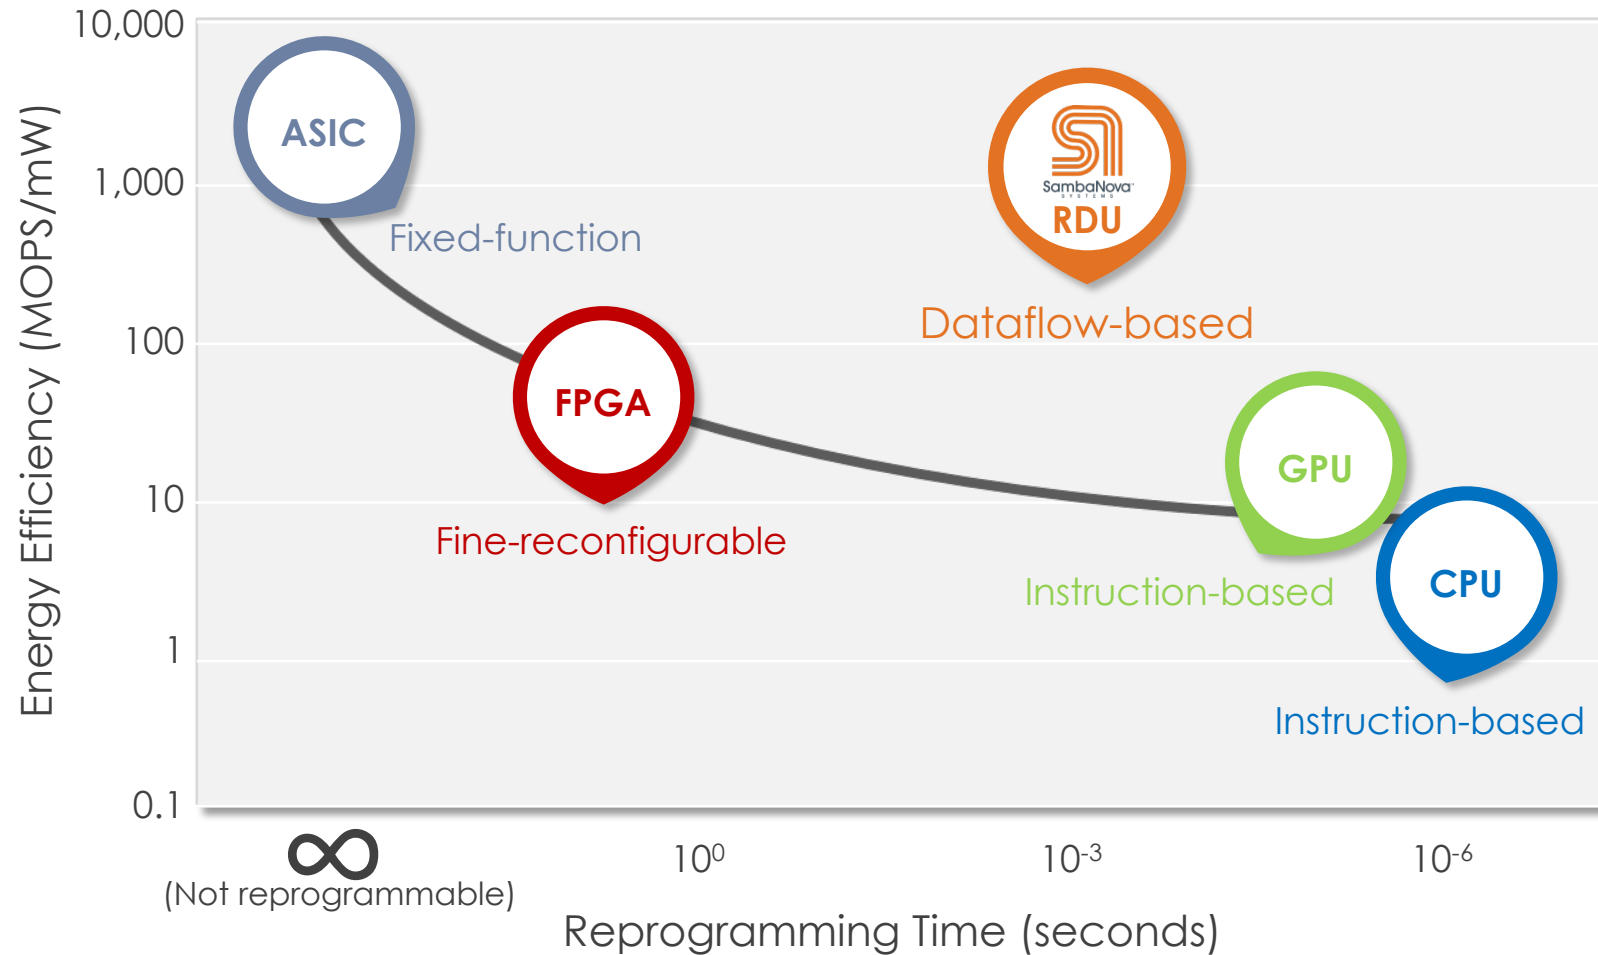 Energy Efficiency (MOPS/mW)
10,000
1,000
100
10
1
0.1
ASIC
Fixed-function
FPGA
Fine-reconfigurable
SambaNova
SYSTEMS
RDU
Dataflow-based
GPU
Instruction-based
CPU
Instruction-based
∞
(Not reprogrammable)
10⁰
10⁻³
10⁻⁶
Reprogramming Time (seconds)